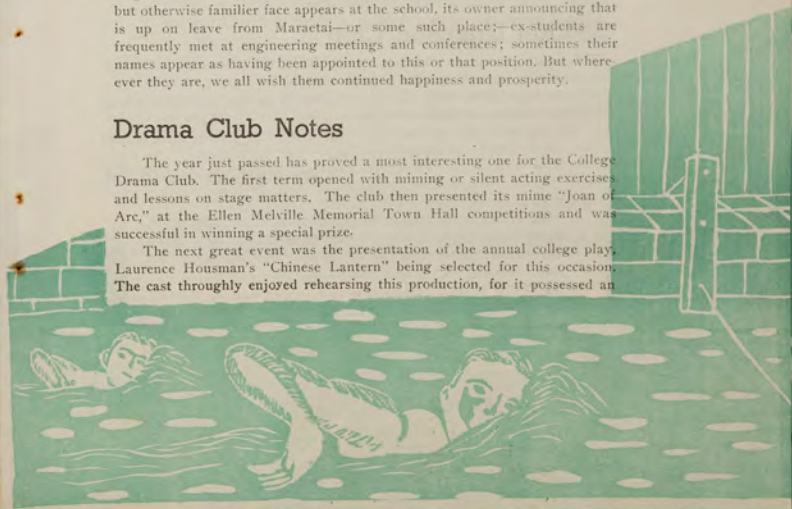 but otherwise familier face appears at the school, its owner announcing that
is up on leave from Maraetai—or some such place;—ex-students are
frequently met at engineering meetings and conferences; sometimes their
names appear as having been appointed to this or that position. But where-
ever they are, we all wish them continued happiness and prosperity.
Drama Club Notes
The year just passed has proved a most interesting one for the College
Drama Club. The first term opened with miming or silent acting exercises
and lessons on stage matters. The club then presented its mime "Joan of
Arc," at the Ellen Melville Memorial Town Hall competitions and was
successful in winning a special prize.
The next great event was the presentation of the annual college play,
Laurence Housman's "Chinese Lantern" being selected for this occasion.
The cast throughly enjoyed rehearsing this production, for it possessed an